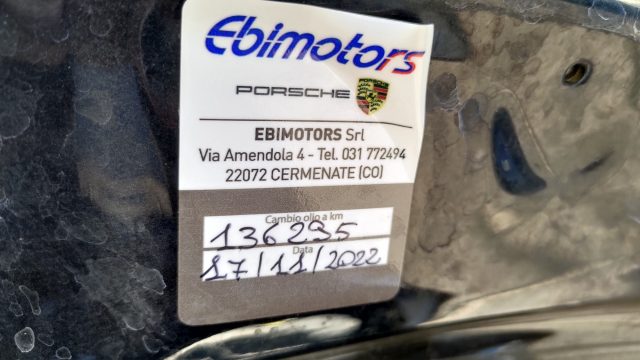 Ebimotors
PORSCHE
EBIMOTORS Srl
Via Amendola 4 - Tel. 031 772494
22072 CERMENATE (CO)
Cambio olio a km
136295
Data
17/11/2022